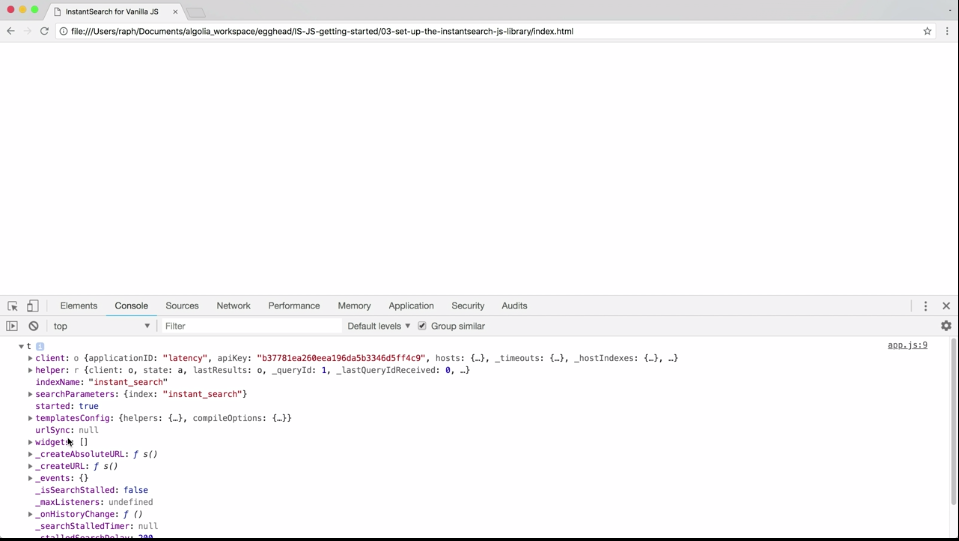 InstantSearch for Vanilla JS
file:///Users/raph/Documents/algolia_workspace/egghead/IS-JS-getting-started/03-set-up-the-instantsearch-js-library/index.html
Elements Console Sources Network Performance Memory Application Security Audits
top Filter Default levels Group similar
t app.js:9
client: o {applicationID: "latency", apiKey: "b37781ea260eea196da5b3346d5ff4c9", hosts: {…}, _timeouts: {…}, _hostIndexes: {…}, …}
helper: r {client: o, state: a, lastResults: o, _queryId: 1, _lastQueryIdReceived: 0, …}
indexName: "instant_search"
searchParameters: {index: "instant_search"}
started: true
templatesConfig: {helpers: {…}, compileOptions: {…}}
urlSync: null
widgets: []
_createAbsoluteURL: ƒ s()
_createURL: ƒ s()
_events: {}
_isSearchStalled: false
_maxListeners: undefined
_onHistoryChange: ƒ ()
_searchStalledTimer: null
_stalledSearchDelay: 200